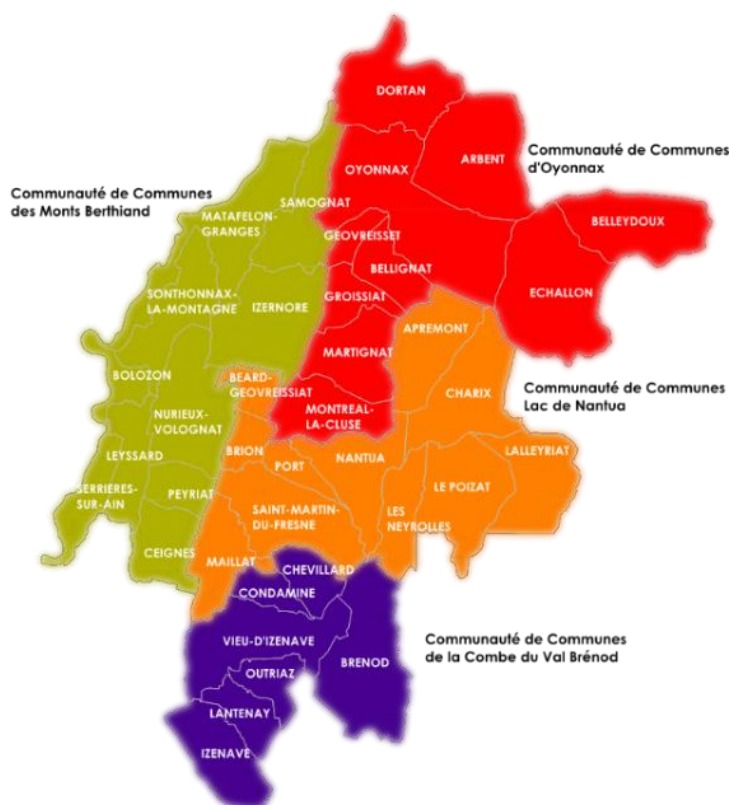 DORTAN
Communauté de Communes
d'Oyonnax
ARBENT
OYONNAX
Communauté de Communes
des Monts Berthiand
SAMOGNAT
MATAFELON-
GRANGES
BELLEYDOUX
GEOVREISSET
BELLIGNAT
ECHALLON
SONTHONNAX-
LA-MONTAGNE
IZERNORE
GROISSIAT
APREMONT
MARTIGNAT
BOLOZON
BEARD-
GEOVREISSIAT
CHARIX
Communauté de Communes
Lac de Nantua
MONTREAL-
LA-CLUSE
NURIEUX-
VOLOGNAT
LEYSSARD
BRION
PORT
NANTUA
LALLEYRIAT
SERRIÈRES-
SUR-AIN
PEYRIAT
LE POIZAT
SAINT-MARTIN-
DU-FRESNE
LES
NEYROLLES
CEIGNES
MAILLAT
CHEVILLARD
CONDAMINE
VIEU-D'IZENAVE
Communauté de Communes
de la Combe du Val Brénod
BRENOD
OUTRIAZ
LANTENAY
IZENAVE